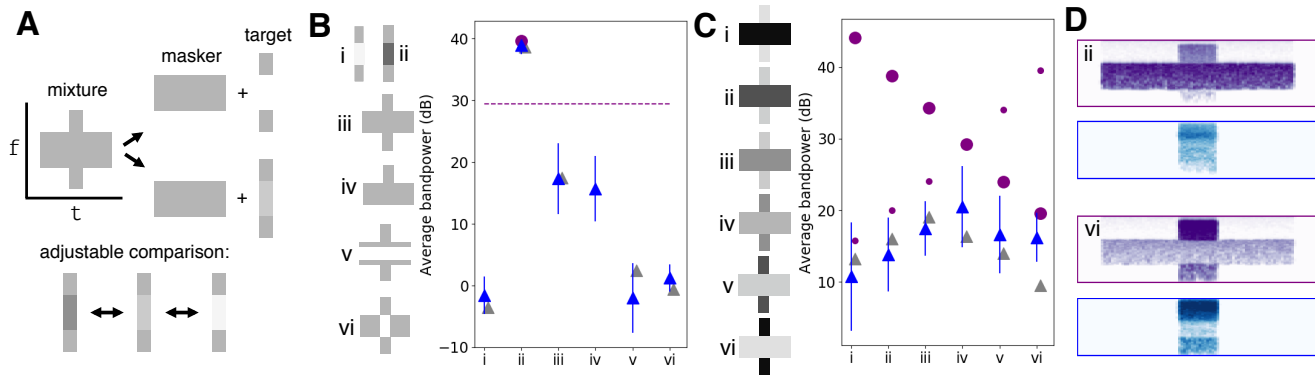 A
mixture
masker
target
+
f
t
+
adjustable comparison:
B
i
ii
iii
iv
v
vi
Average bandpower (dB)
40
30
20
10
0
−10
i
ii
iii
iv
v
vi
C
i
ii
iii
iv
v
vi
Average bandpower (dB)
40
30
20
10
i
ii
iii
iv
v
vi
D
ii
vi